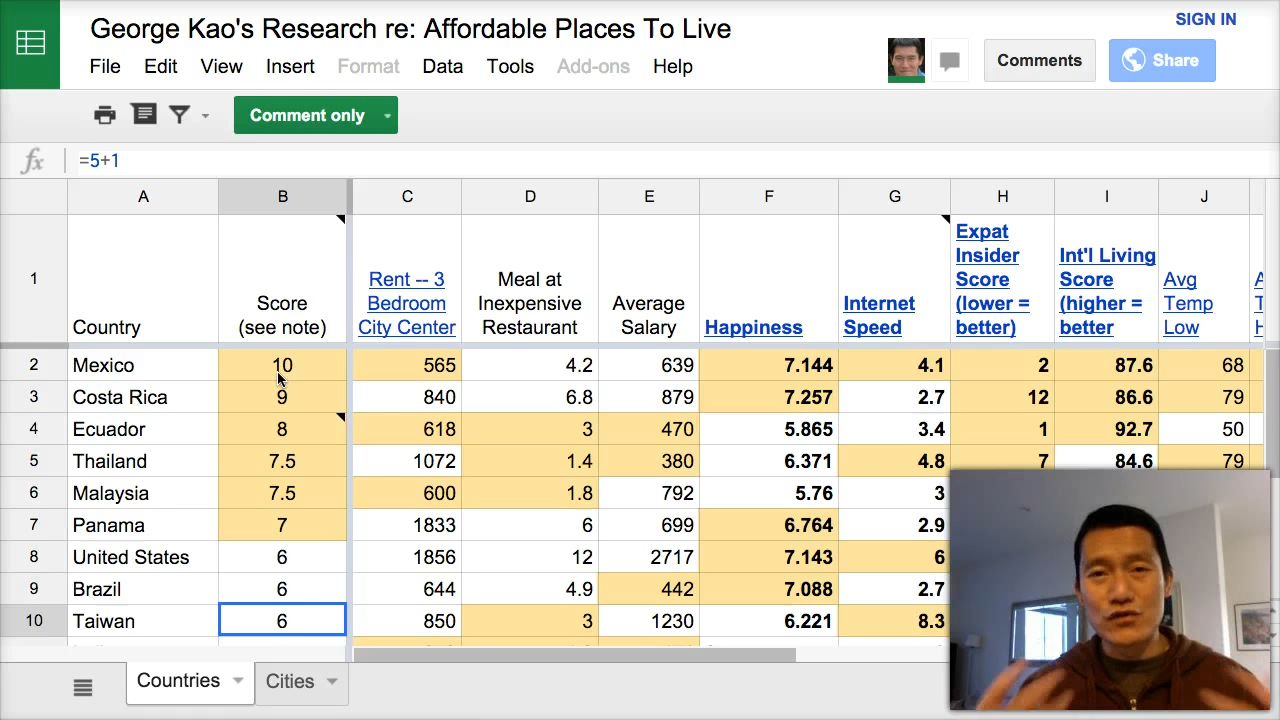 George Kao's Research re: Affordable Places To Live
SIGN IN
File Edit View Insert Format Data Tools Add-ons Help
Comments
Share
Comment only
fx =5+1
A B C D E F G H I J
1
Country
Score
(see note)
Rent -- 3
Bedroom
City Center
Meal at
Inexpensive
Restaurant
Average
Salary
Happiness
Internet
Speed
Expat
Insider
Score
(lower =
better)
Int'l Living
Score
(higher =
better
Avg
Temp
Low
2 Mexico 10 565 4.2 639 7.144 4.1 2 87.6 68
3 Costa Rica 9 840 6.8 879 7.257 2.7 12 86.6 79
4 Ecuador 8 618 3 470 5.865 3.4 1 92.7 50
5 Thailand 7.5 1072 1.4 380 6.371 4.8 7 84.6 79
6 Malaysia 7.5 600 1.8 792 5.76 3
7 Panama 7 1833 6 699 6.764 2.9
8 United States 6 1856 12 2717 7.143 6
9 Brazil 6 644 4.9 442 7.088 2.7
10 Taiwan 6 850 3 1230 6.221 8.3
Countries
Cities